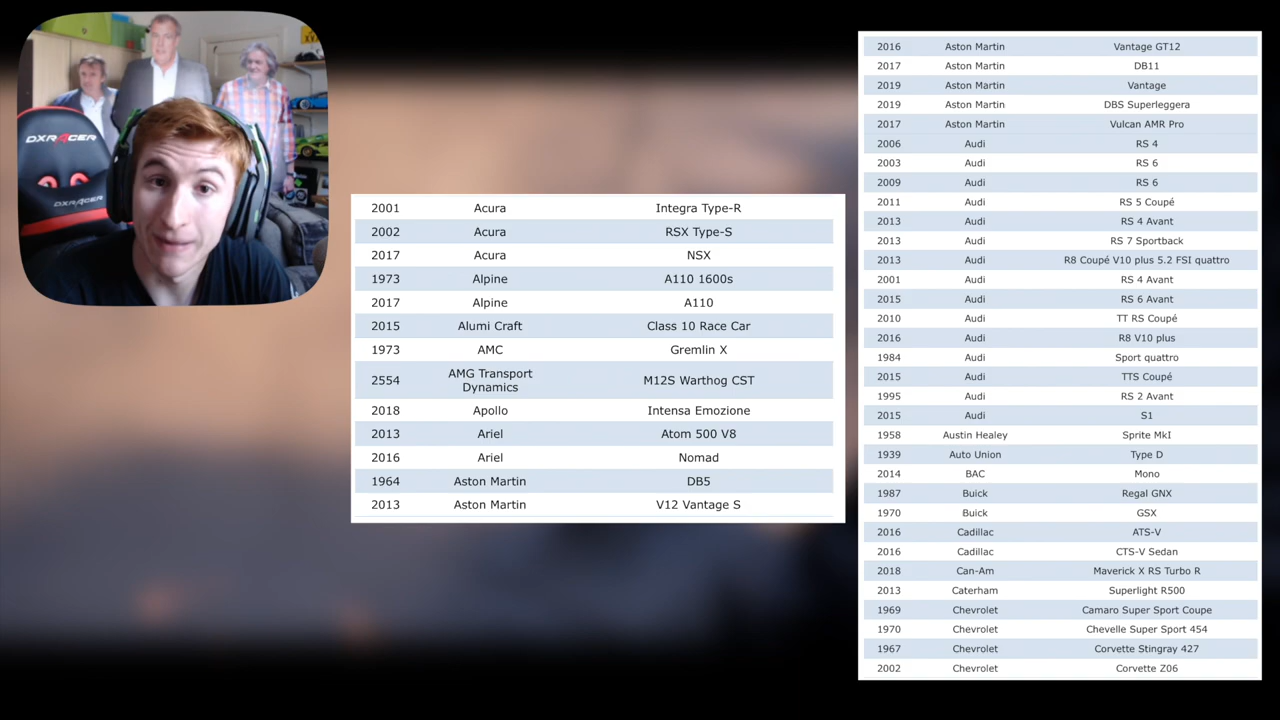 DXRACER
DXRACER
2001 Acura Integra Type-R
2002 Acura RSX Type-S
2017 Acura NSX
1973 Alpine A110 1600s
2017 Alpine A110
2015 Alumi Craft Class 10 Race Car
1973 AMC Gremlin X
2554 AMG Transport Dynamics M12S Warthog CST
2018 Apollo Intensa Emozione
2013 Ariel Atom 500 V8
2016 Ariel Nomad
1964 Aston Martin DB5
2013 Aston Martin V12 Vantage S
2016 Aston Martin Vantage GT12
2017 Aston Martin DB11
2019 Aston Martin Vantage
2019 Aston Martin DBS Superleggera
2017 Aston Martin Vulcan AMR Pro
2006 Audi RS 4
2003 Audi RS 6
2009 Audi RS 6
2011 Audi RS 5 Coupé
2013 Audi RS 4 Avant
2013 Audi RS 7 Sportback
2013 Audi R8 Coupé V10 plus 5.2 FSI quattro
2001 Audi RS 4 Avant
2015 Audi RS 6 Avant
2010 Audi TT RS Coupé
2016 Audi R8 V10 plus
1984 Audi Sport quattro
2015 Audi TTS Coupé
1995 Audi RS 2 Avant
2015 Audi S1
1958 Austin Healey Sprite MkI
1939 Auto Union Type D
2014 BAC Mono
1987 Buick Regal GNX
1970 Buick GSX
2016 Cadillac ATS-V
2016 Cadillac CTS-V Sedan
2018 Can-Am Maverick X RS Turbo R
2013 Caterham Superlight R500
1969 Chevrolet Camaro Super Sport Coupe
1970 Chevrolet Chevelle Super Sport 454
1967 Chevrolet Corvette Stingray 427
2002 Chevrolet Corvette Z06